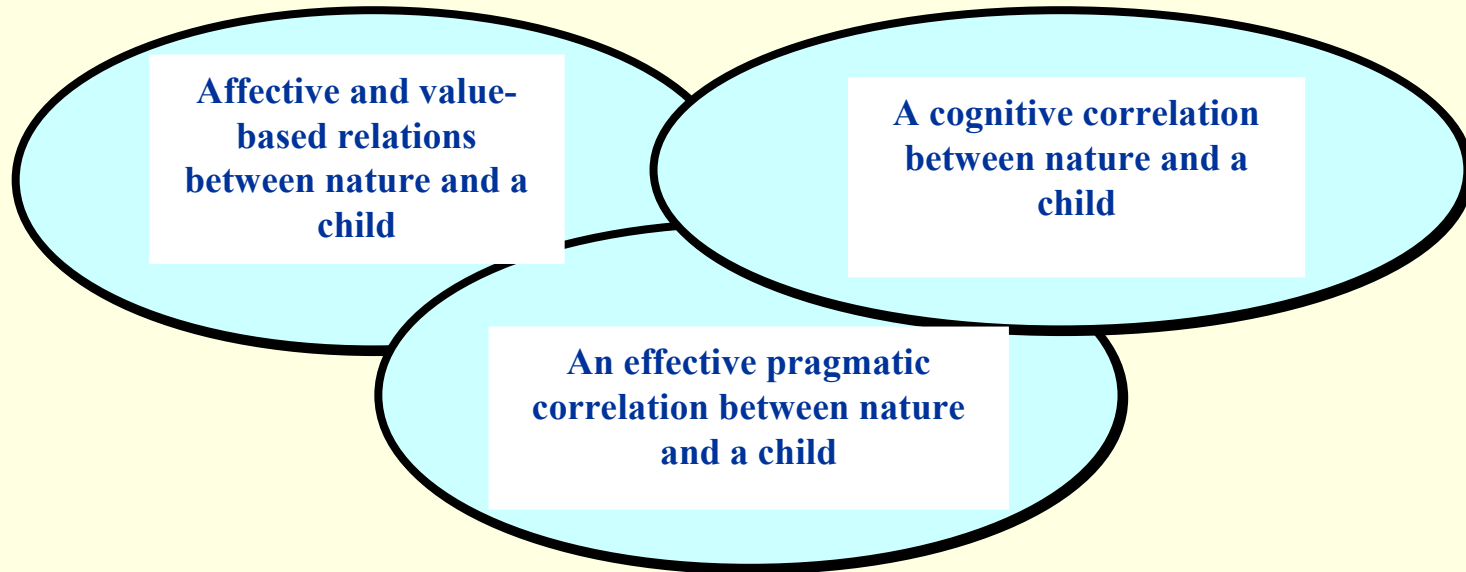 Affective and value-
based relations
between nature and a
child
A cognitive correlation
between nature and a
child
An effective pragmatic
correlation between nature
and a child